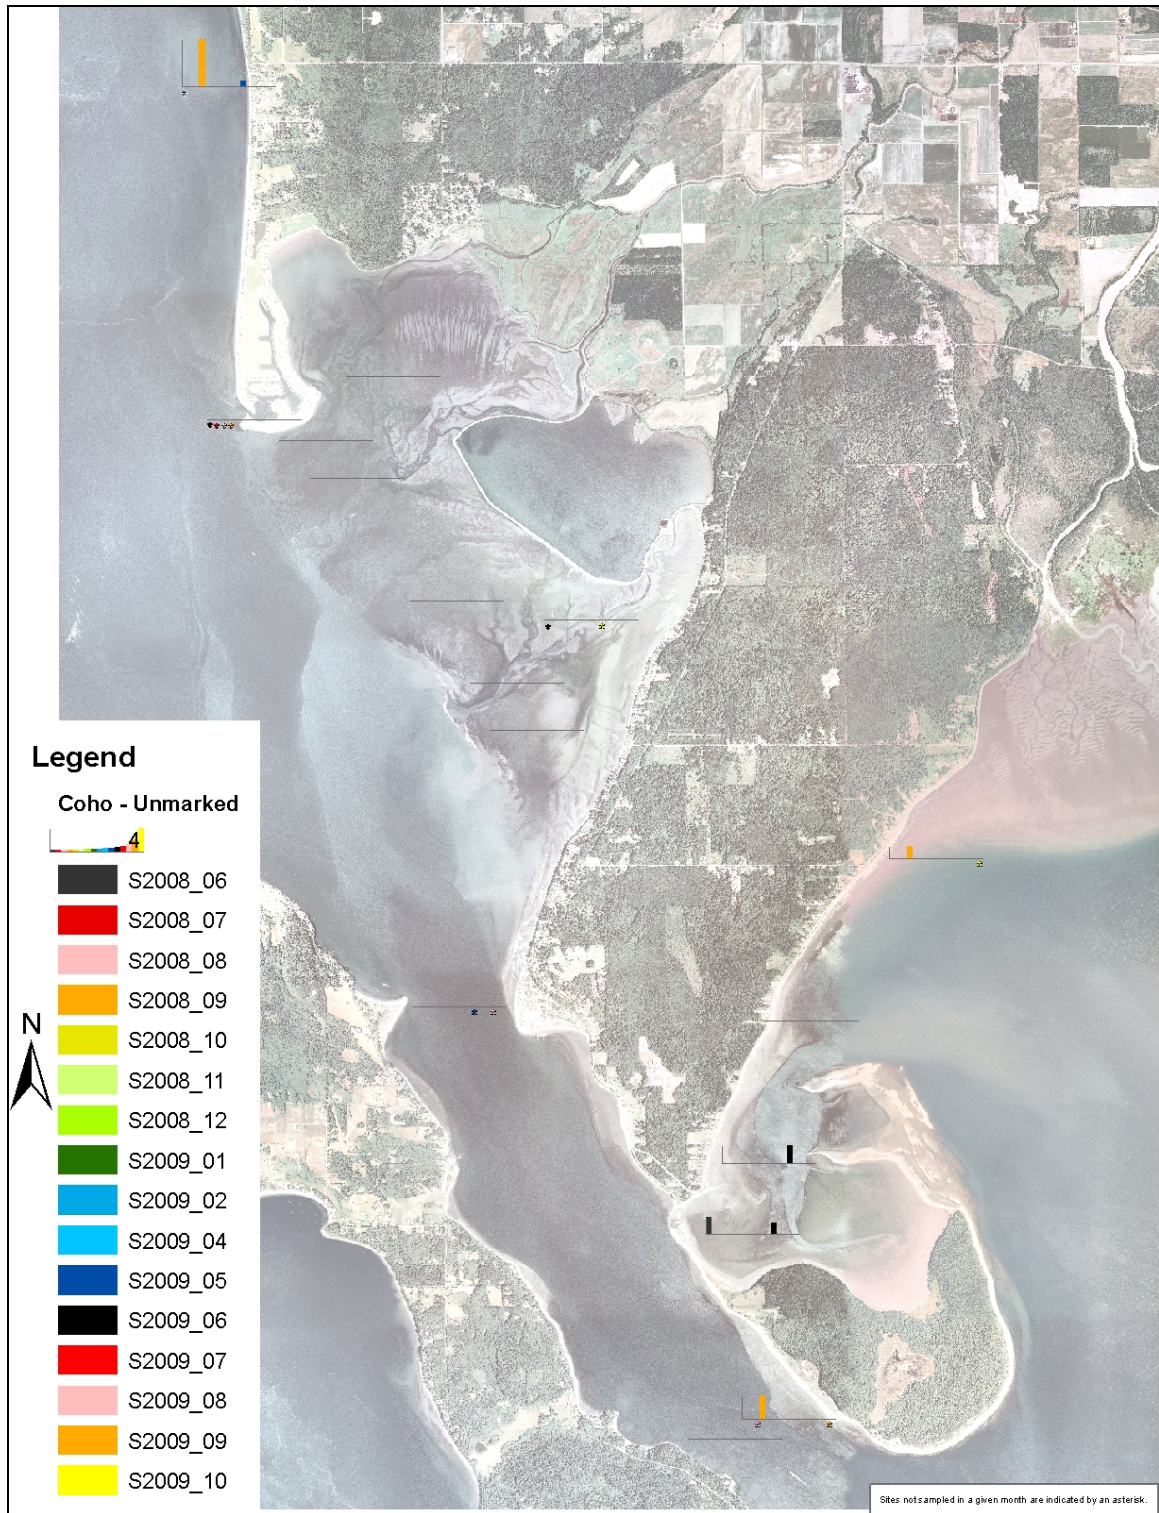 Legend
Coho - Unmarked
4
S2008_06
S2008_07
S2008_08
S2008_09
S2008_10
S2008_11
S2008_12
S2009_01
S2009_02
S2009_04
S2009_05
S2009_06
S2009_07
S2009_08
S2009_09
S2009_10
N
Sites not sampled in a given month are indicated by an asterisk.